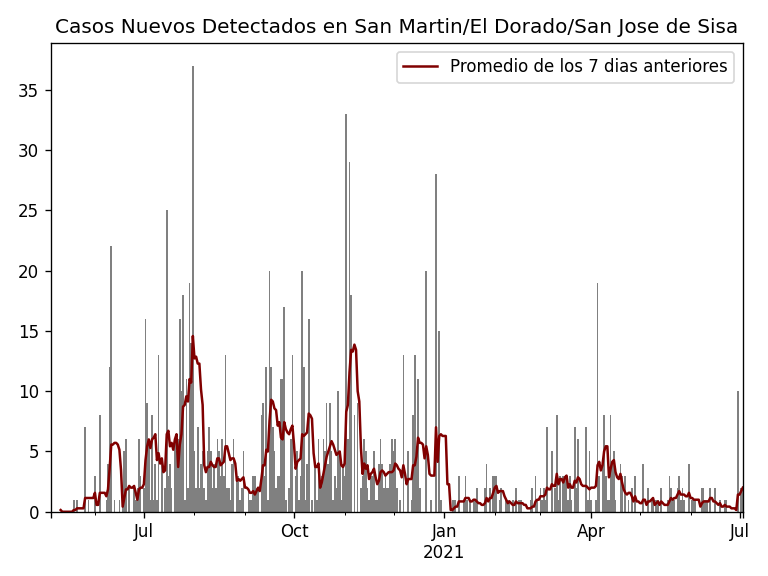 Casos Nuevos Detectados en San Martin/El Dorado/San Jose de Sisa
Promedio de los 7 dias anteriores
35
30
25
20
15
10
5
0
Jul
Oct
Jan
2021
Apr
Jul